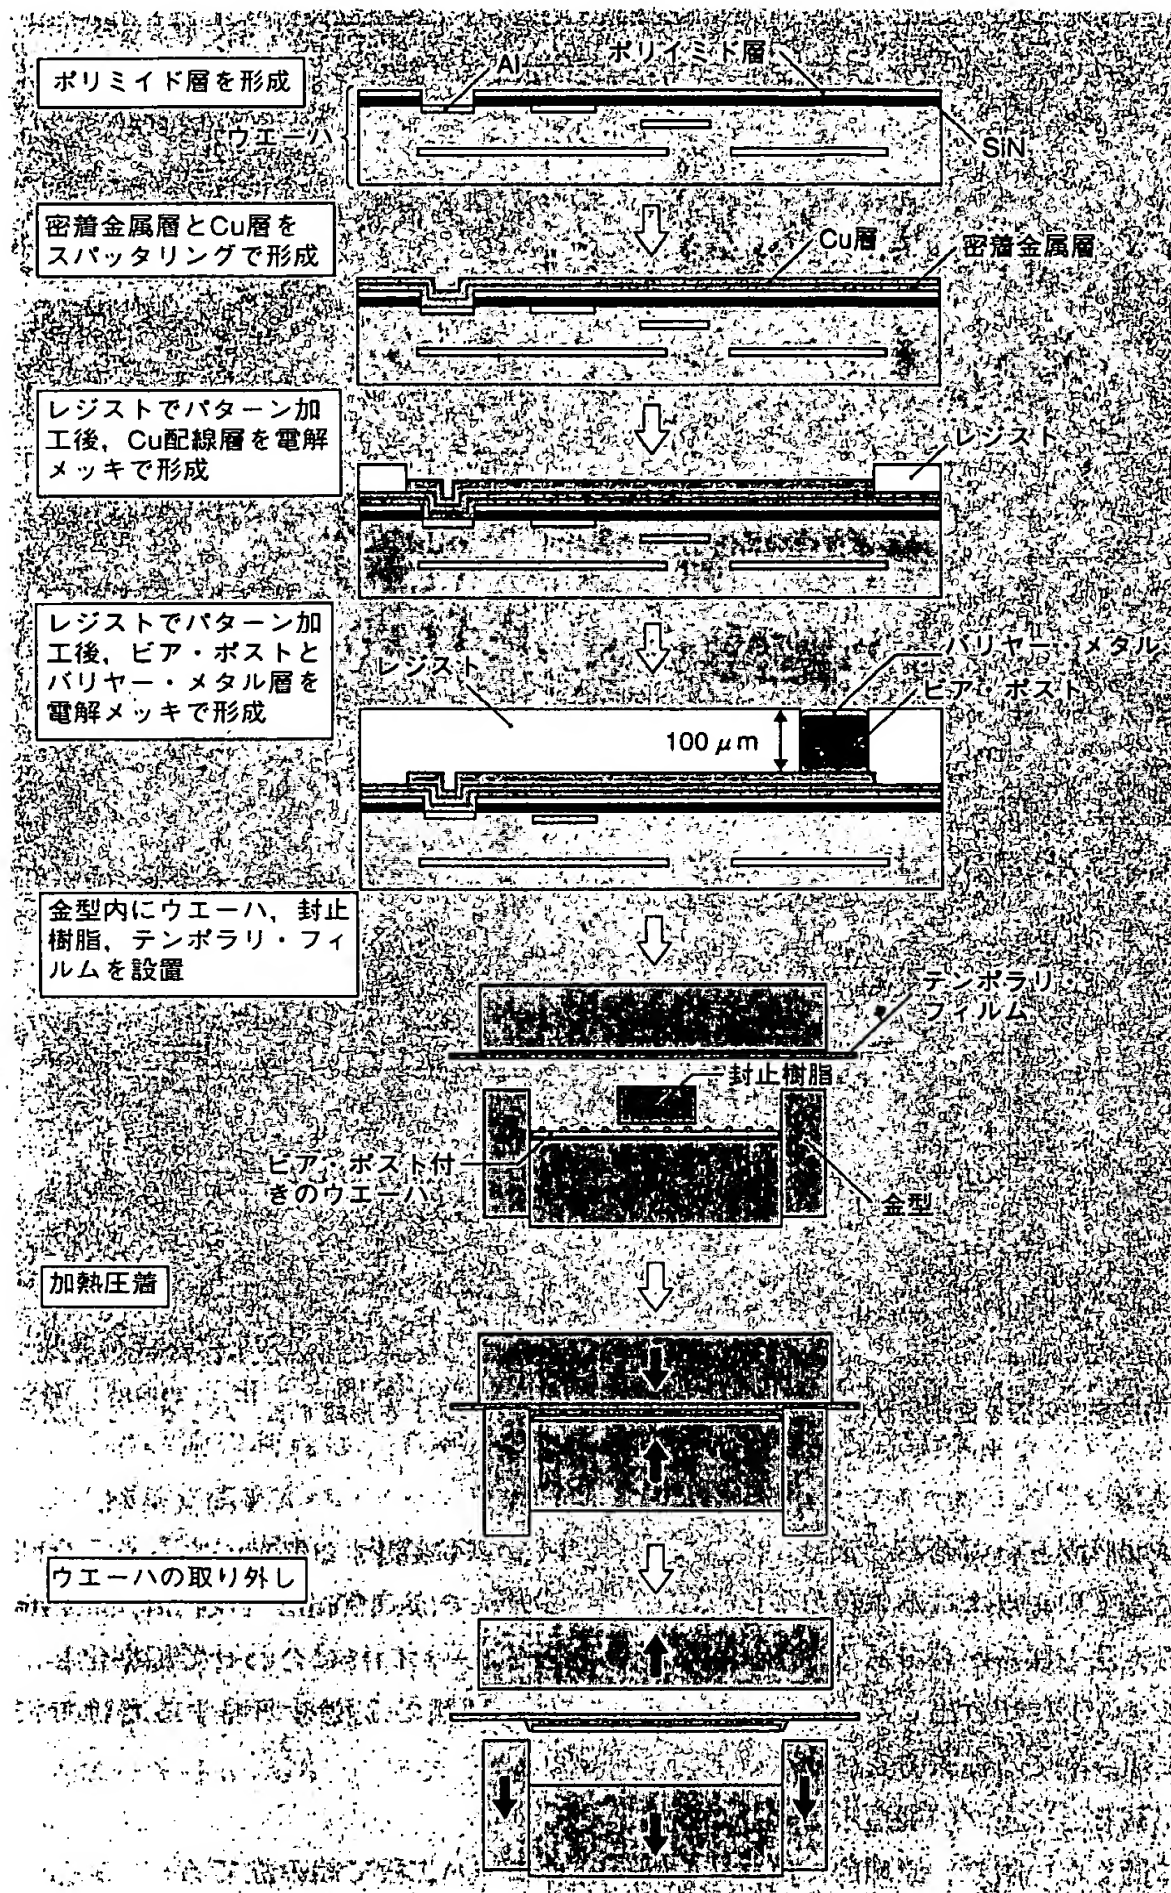 ポリミイド層を形成
Al
ポリイミド層
ウエーハ
SiN
密着金属層とCu層を
スパッタリングで形成
Cu層
密着金属層
レジストでパターン加
工後，Cu配線層を電解
メッキで形成
レジスト
レジストでパターン加
工後，ビア・ポストと
バリヤー・メタル層を
電解メッキで形成
レジスト
バリヤー・メタル
ビア・ポスト
100 μm
金型内にウエーハ，封止
樹脂，テンポラリ・フィ
ルムを設置
テンポラリ・
フィルム
封止樹脂
ビア・ポスト付
きのウエーハ
金型
加熱圧着
ウエーハの取り外し